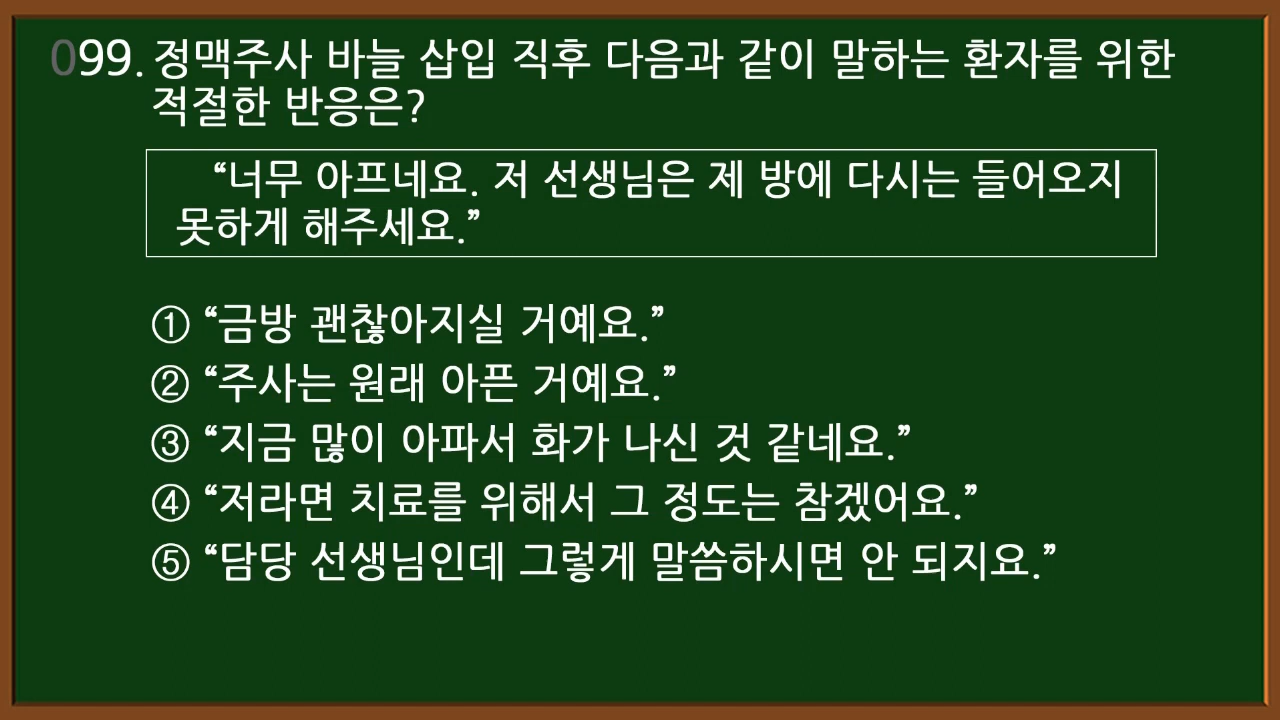 099. 정맥주사 바늘 삽입 직후 다음과 같이 말하는 환자를 위한
적절한 반응은?
“너무 아프네요. 저 선생님은 제 방에 다시는 들어오지
못하게 해주세요.”
① “금방 괜찮아지실 거예요.”
② “주사는 원래 아픈 거예요.”
③ “지금 많이 아파서 화가 나신 것 같네요.”
④ “저라면 치료를 위해서 그 정도는 참겠어요.”
⑤ “담당 선생님인데 그렇게 말씀하시면 안 되지요.”